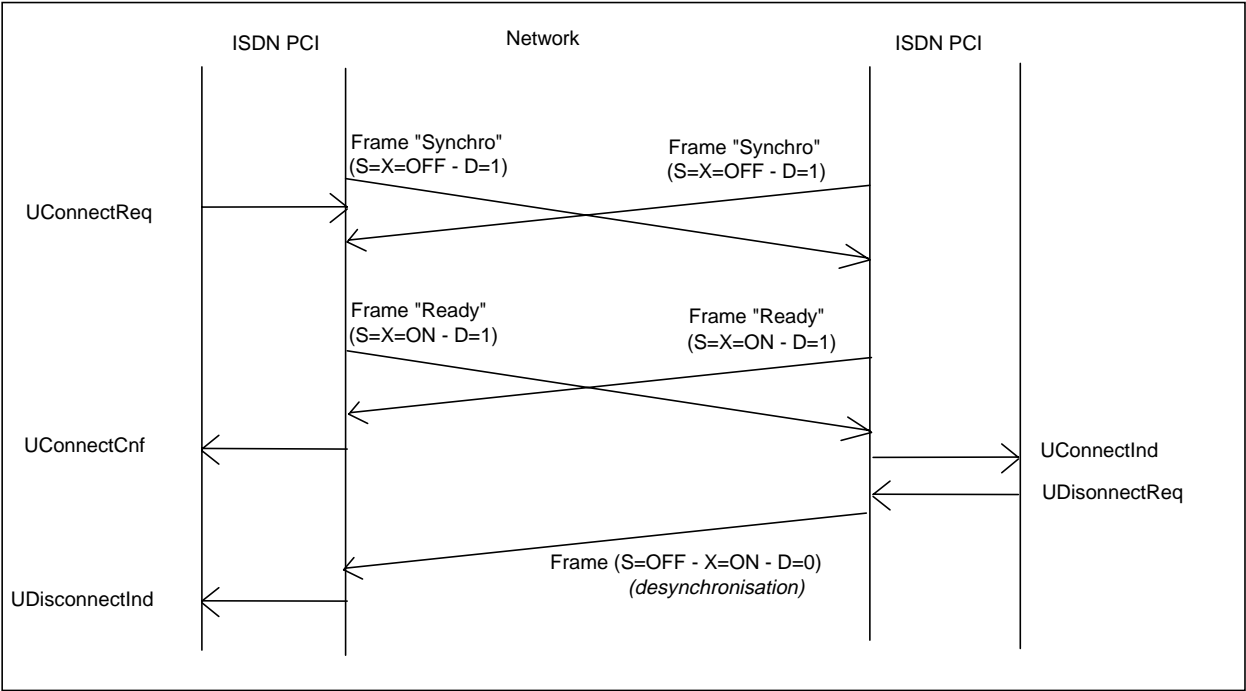 ISDN PCI
Network
ISDN PCI
Frame "Synchro"
(S=X=OFF - D=1)
Frame "Synchro"
(S=X=OFF - D=1)
UConnectReq
Frame "Ready"
(S=X=ON - D=1)
Frame "Ready"
(S=X=ON - D=1)
UConnectCnf
UConnectInd
UDisonnectReq
Frame (S=OFF - X=ON - D=0)
(desynchronisation)
UDisconnectInd